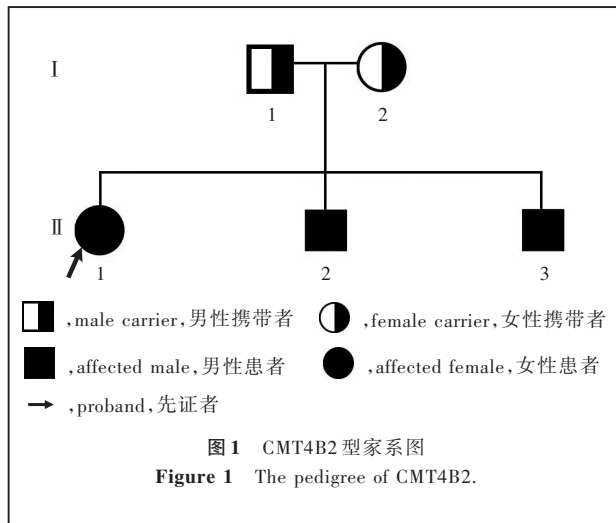 I
1 2
II
1 2 3
,male carrier,男性携带者 ,female carrier,女性携带者
,affected male,男性患者 ,affected female,女性患者
,proband,先证者
图1 CMT4B2型家系图
Figure 1 The pedigree of CMT4B2.